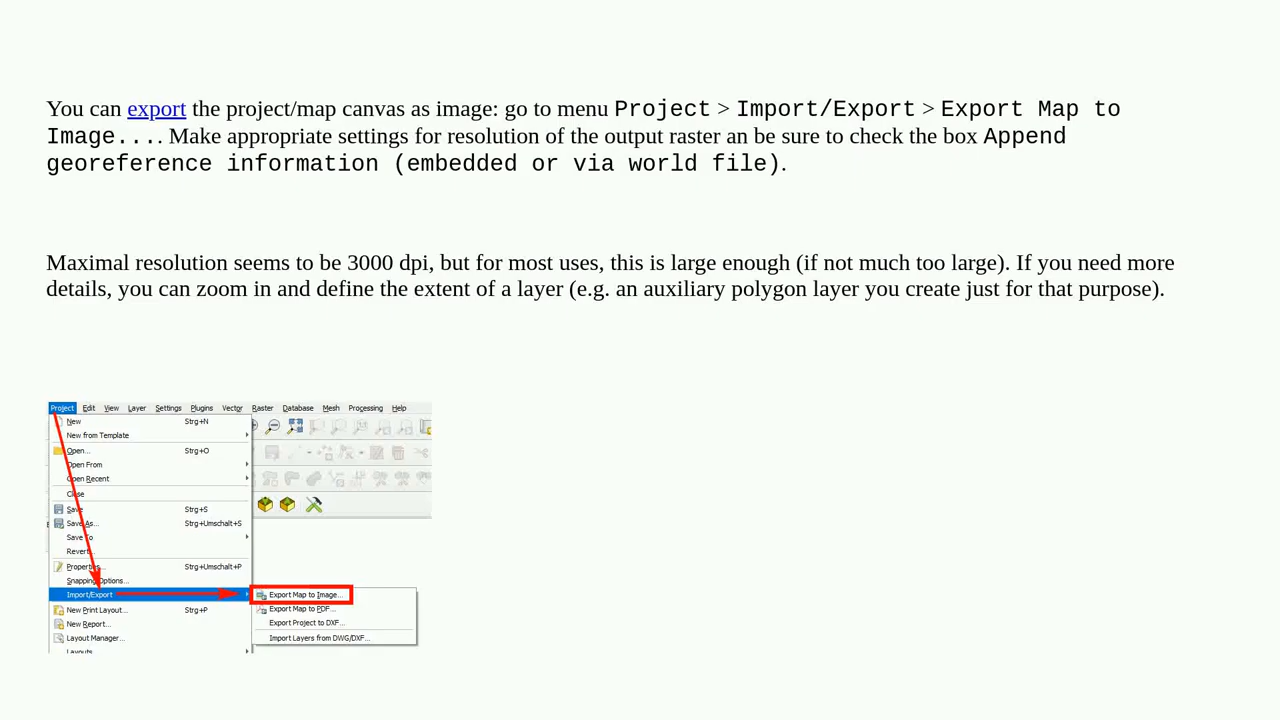 You can export the project/map canvas as image: go to menu Project > Import/Export > Export Map to
Image.... Make appropriate settings for resolution of the output raster an be sure to check the box Append
georeference information (embedded or via world file).
Maximal resolution seems to be 3000 dpi, but for most uses, this is large enough (if not much too large). If you need more
details, you can zoom in and define the extent of a layer (e.g. an auxiliary polygon layer you create just for that purpose).
Project Edit View Layer Settings Plugins Vector Raster Database Mesh Processing Help
New Strg+N
New from Template
Open... Strg+O
Open From
Open Recent
Close
Save Strg+S
Save As... Strg+Umschalt+S
Save To
Revert...
Properties... Strg+Umschalt+P
Snapping Options...
Import/Export Export Map to Image...
New Print Layout... Strg+P Export Map to PDF...
New Report... Export Project to DXF...
Layout Manager... Import Layers from DWG/DXF...
Layouts